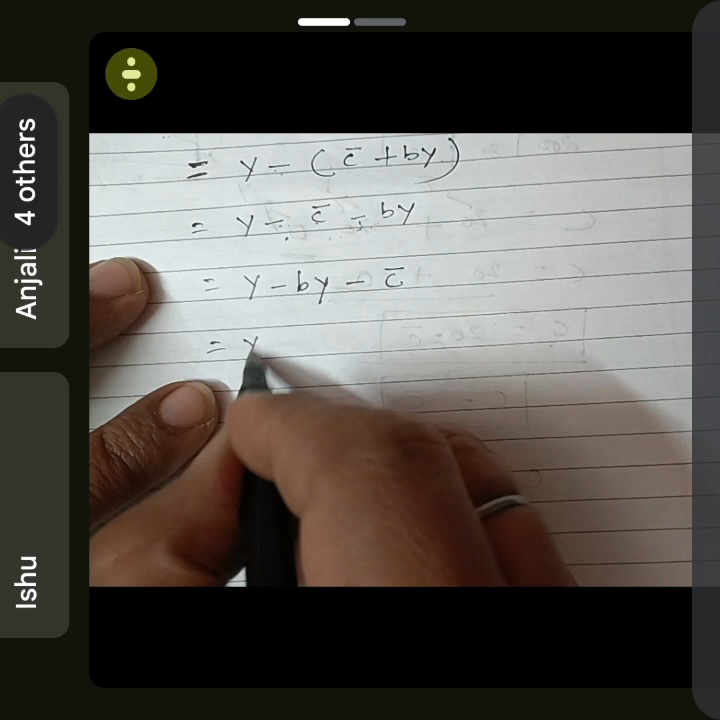 4 others
Anjali
Ishu
= y - (c̄ + by)
= y - c̄ - by
= y - by - c̄
= y